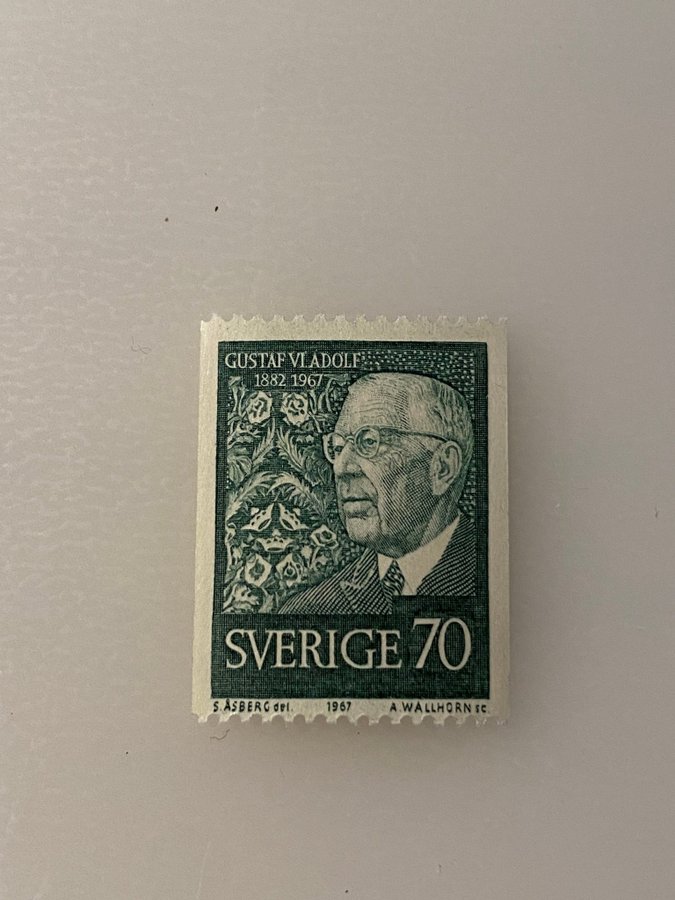 GUSTAF VI ADOLF
1882 1967
SVERIGE 70
S. ÅSBERG del. 1967 A. WALLHORN sc.